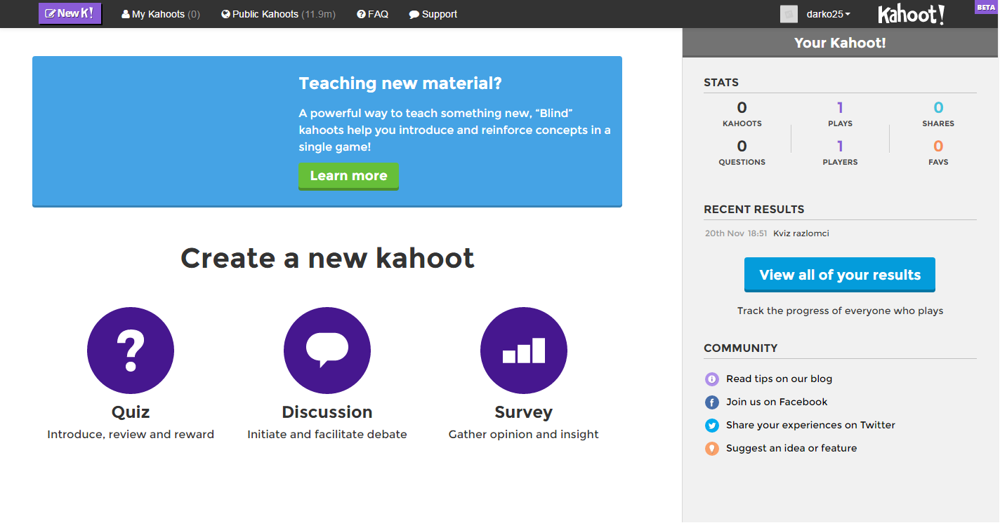 New K! My Kahoots (0) Public Kahoots (11.9m) FAQ Support darko25 Kahoot! BETA
Teaching new material?
A powerful way to teach something new, “Blind”
kahoots help you introduce and reinforce concepts in a
single game!
Learn more
Create a new kahoot
Quiz
Introduce, review and reward
Discussion
Initiate and facilitate debate
Survey
Gather opinion and insight
Your Kahoot!
STATS
0 1 0
KAHOOTS PLAYS SHARES
0 1 0
QUESTIONS PLAYERS FAVS
RECENT RESULTS
20th Nov 18:51 Kviz razlomci
View all of your results
Track the progress of everyone who plays
COMMUNITY
Read tips on our blog
Join us on Facebook
Share your experiences on Twitter
Suggest an idea or feature